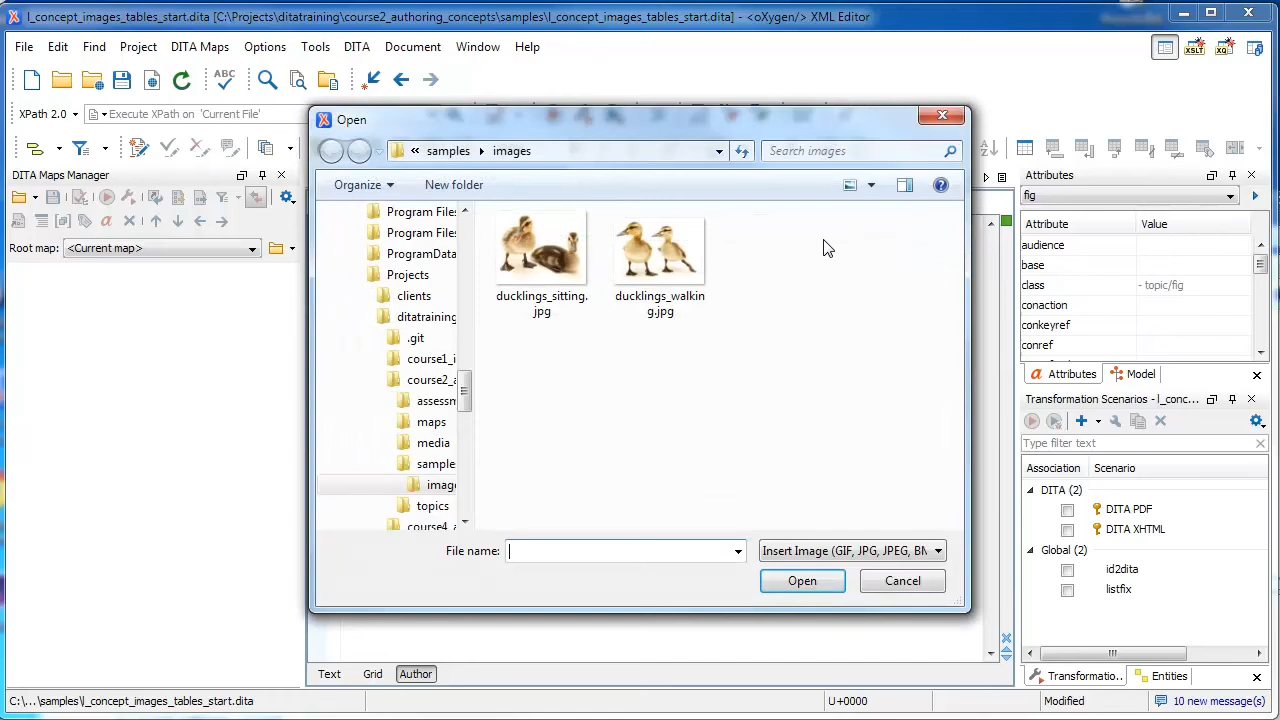 l_concept_images_tables_start.dita [C:\Projects\ditatraining\course2_authoring_concepts\samples\l_concept_images_tables_start.dita] - <oXygen/> XML Editor
File Edit Find Project DITA Maps Options Tools DITA Document Window Help
XSLT XQ
ABC
XPath 2.0 Execute XPath on 'Current File'
Open
« samples images
Search images
Organize New folder
DITA Maps Manager
Root map: <Current map>
Program Files
Program Files
ProgramData
Projects
clients
ditatraining
.git
course1_i
course2_a
assessm
maps
media
samples
image
topics
course4_a
ducklings_sitting.
jpg
ducklings_walkin
g.jpg
File name:
Insert Image (GIF, JPG, JPEG, BM
Open Cancel
Attributes
fig
Attribute Value
audience
base
class - topic/fig
conaction
conkeyref
conref
Attributes Model
Transformation Scenarios - l_conc...
Type filter text
Association Scenario
DITA (2)
DITA PDF
DITA XHTML
Global (2)
id2dita
listfix
Transformatio... Entities
Text Grid Author
C:\...\samples\l_concept_images_tables_start.dita U+0000 Modified 10 new message(s)